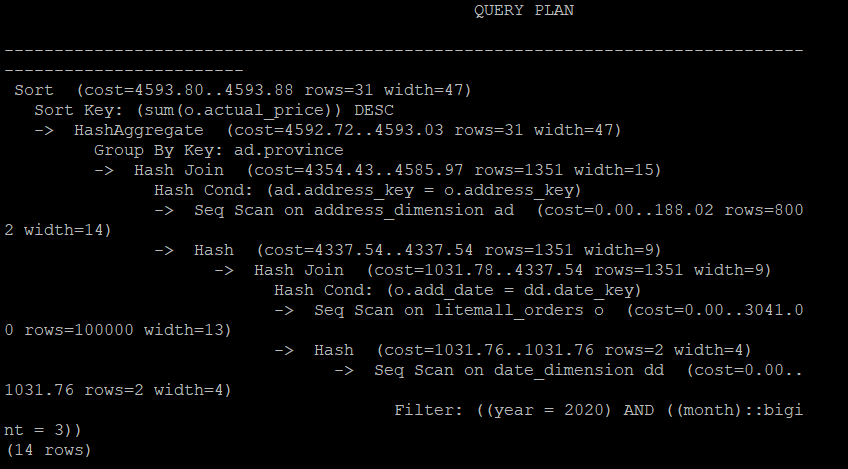 QUERY PLAN
--------------------------------------------------------------------------------
------------------------
Sort  (cost=4593.80..4593.88 rows=31 width=47)
Sort Key: (sum(o.actual_price)) DESC
->  HashAggregate  (cost=4592.72..4593.03 rows=31 width=47)
Group By Key: ad.province
->  Hash Join  (cost=4354.43..4585.97 rows=1351 width=15)
Hash Cond: (ad.address_key = o.address_key)
->  Seq Scan on address_dimension ad  (cost=0.00..188.02 rows=800
2 width=14)
->  Hash  (cost=4337.54..4337.54 rows=1351 width=9)
->  Hash Join  (cost=1031.78..4337.54 rows=1351 width=9)
Hash Cond: (o.add_date = dd.date_key)
->  Seq Scan on litemall_orders o  (cost=0.00..3041.0
0 rows=100000 width=13)
->  Hash  (cost=1031.76..1031.76 rows=2 width=4)
->  Seq Scan on date_dimension dd  (cost=0.00..
1031.76 rows=2 width=4)
Filter: ((year = 2020) AND ((month)::bigi
nt = 3))
(14 rows)